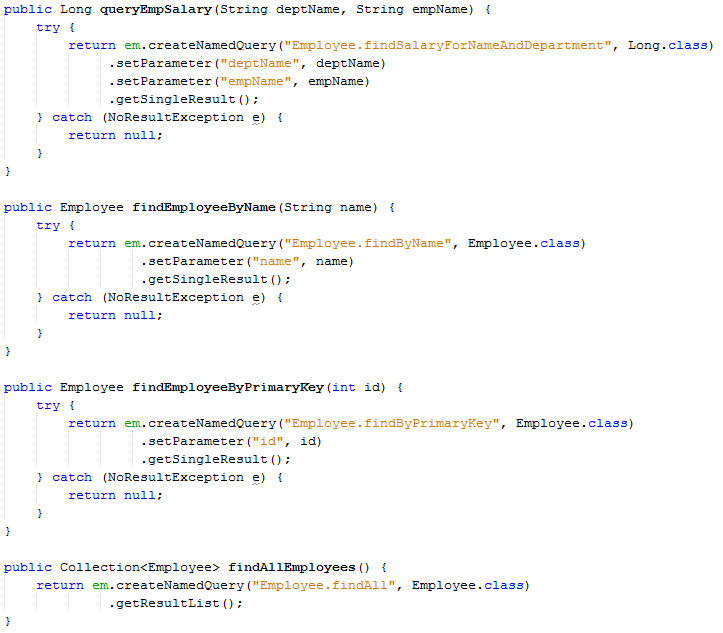 public Long queryEmpSalary(String deptName, String empName) {
    try {
        return em.createNamedQuery("Employee.findSalaryForNameAndDepartment", Long.class)
             .setParameter("deptName", deptName)
             .setParameter("empName", empName)
             .getSingleResult();
    } catch (NoResultException e) {
        return null;
    }
}

public Employee findEmployeeByName(String name) {
    try {
        return em.createNamedQuery("Employee.findByName", Employee.class)
                 .setParameter("name", name)
                 .getSingleResult();
    } catch (NoResultException e) {
        return null;
    }
}

public Employee findEmployeeByPrimaryKey(int id) {
    try {
        return em.createNamedQuery("Employee.findByPrimaryKey", Employee.class)
                 .setParameter("id", id)
                 .getSingleResult();
    } catch (NoResultException e) {
        return null;
    }
}

public Collection<Employee> findAllEmployees() {
    return em.createNamedQuery("Employee.findAll", Employee.class)
             .getResultList();
}